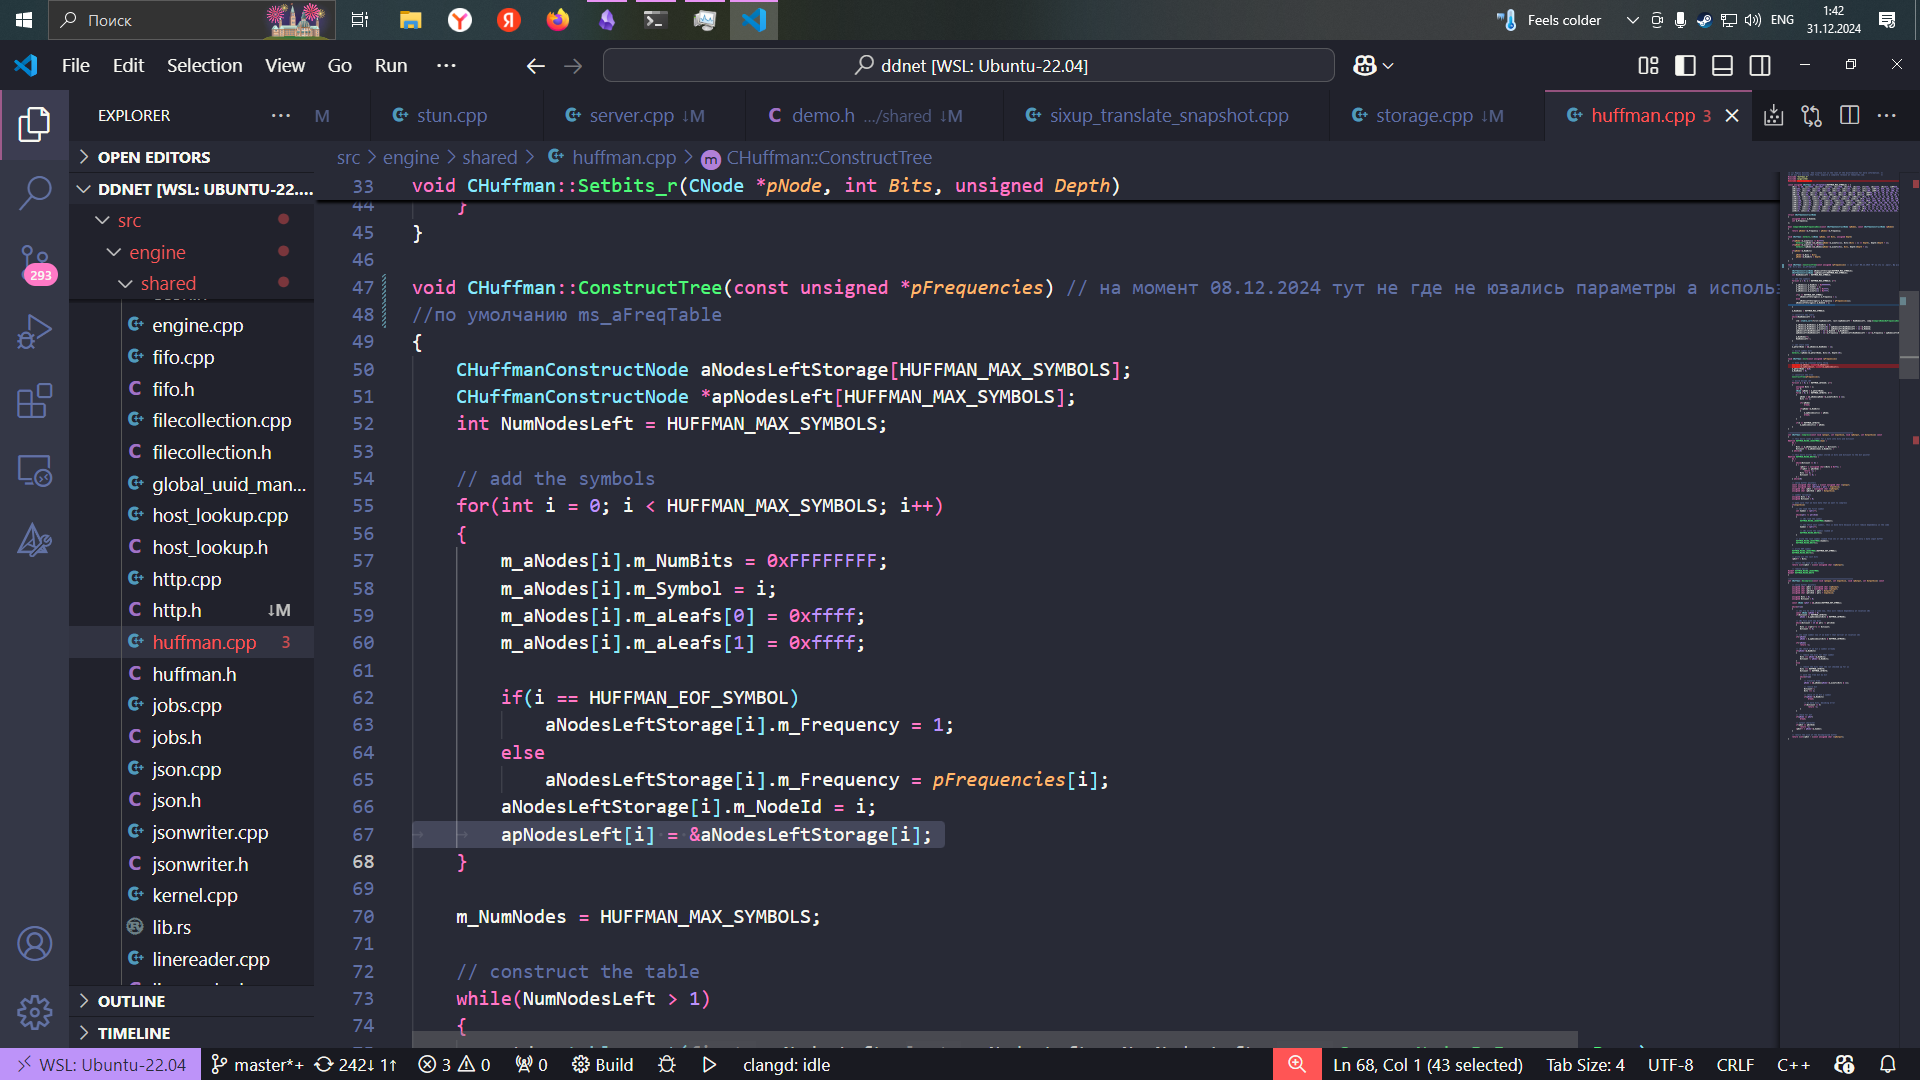 Поиск
Feels colder
ENG
1:42
31.12.2024
File Edit Selection View Go Run ···
ddnet [WSL: Ubuntu-22.04]
EXPLORER ···
M
stun.cpp
server.cpp ↓M
demo.h .../shared ↓M
sixup_translate_snapshot.cpp
storage.cpp ↓M
huffman.cpp 3
OPEN EDITORS
DDNET [WSL: UBUNTU-22....
src
engine
shared
engine.cpp
fifo.cpp
fifo.h
filecollection.cpp
filecollection.h
global_uuid_man...
host_lookup.cpp
host_lookup.h
http.cpp
http.h ↓M
huffman.cpp 3
huffman.h
jobs.cpp
jobs.h
json.cpp
json.h
jsonwriter.cpp
jsonwriter.h
kernel.cpp
lib.rs
linereader.cpp
OUTLINE
TIMELINE
293
src > engine > shared > huffman.cpp > CHuffman::ConstructTree
33 void CHuffman::Setbits_r(CNode *pNode, int Bits, unsigned Depth)
44 }
45 }
46
47 void CHuffman::ConstructTree(const unsigned *pFrequencies) // на момент 08.12.2024 тут не где не юзались параметры а исполь
48 //по умолчанию ms_aFreqTable
49 {
50 CHuffmanConstructNode aNodesLeftStorage[HUFFMAN_MAX_SYMBOLS];
51 CHuffmanConstructNode *apNodesLeft[HUFFMAN_MAX_SYMBOLS];
52 int NumNodesLeft = HUFFMAN_MAX_SYMBOLS;
53
54 // add the symbols
55 for(int i = 0; i < HUFFMAN_MAX_SYMBOLS; i++)
56 {
57 m_aNodes[i].m_NumBits = 0xFFFFFFFF;
58 m_aNodes[i].m_Symbol = i;
59 m_aNodes[i].m_aLeafs[0] = 0xffff;
60 m_aNodes[i].m_aLeafs[1] = 0xffff;
61
62 if(i == HUFFMAN_EOF_SYMBOL)
63 aNodesLeftStorage[i].m_Frequency = 1;
64 else
65 aNodesLeftStorage[i].m_Frequency = pFrequencies[i];
66 aNodesLeftStorage[i].m_NodeId = i;
67 apNodesLeft[i] = &aNodesLeftStorage[i];
68 }
69
70 m_NumNodes = HUFFMAN_MAX_SYMBOLS;
71
72 // construct the table
73 while(NumNodesLeft > 1)
74 {
WSL: Ubuntu-22.04 master*+ 242↓ 1↑ 3 0 0 Build clangd: idle Ln 68, Col 1 (43 selected) Tab Size: 4 UTF-8 CRLF C++